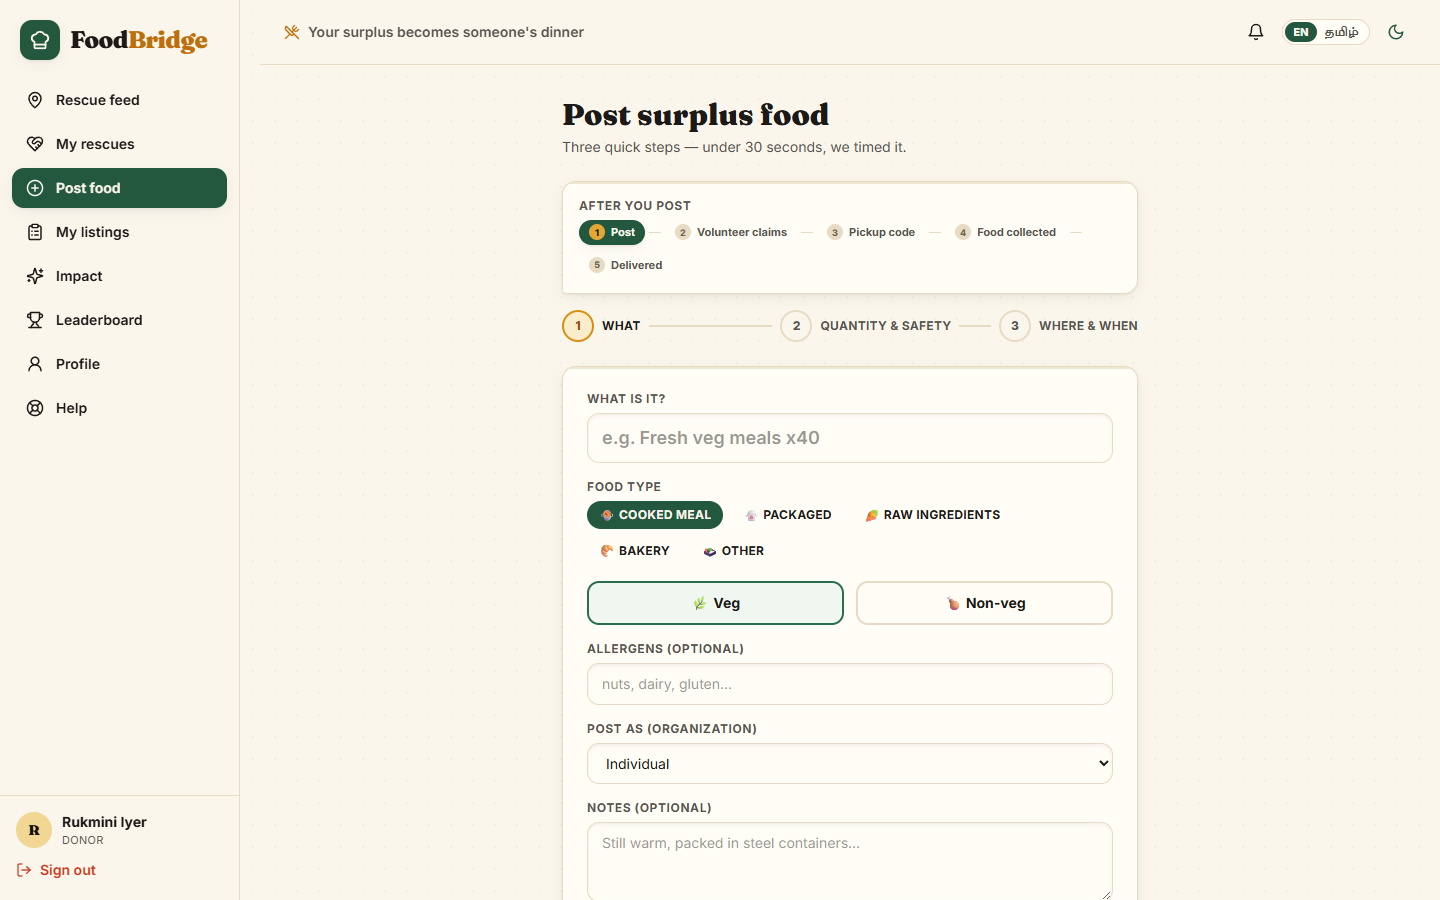 FoodBridge
Your surplus becomes someone's dinner
EN
தமிழ்
Rescue feed
My rescues
Post food
My listings
Impact
Leaderboard
Profile
Help
R
Rukmini Iyer
DONOR
Sign out
Post surplus food
Three quick steps — under 30 seconds, we timed it.
AFTER YOU POST
1 Post — 2 Volunteer claims — 3 Pickup code — 4 Food collected —
5 Delivered
1 WHAT 2 QUANTITY & SAFETY 3 WHERE & WHEN
WHAT IS IT?
e.g. Fresh veg meals x40
FOOD TYPE
COOKED MEAL PACKAGED RAW INGREDIENTS
BAKERY OTHER
Veg Non-veg
ALLERGENS (OPTIONAL)
nuts, dairy, gluten...
POST AS (ORGANIZATION)
Individual
NOTES (OPTIONAL)
Still warm, packed in steel containers...